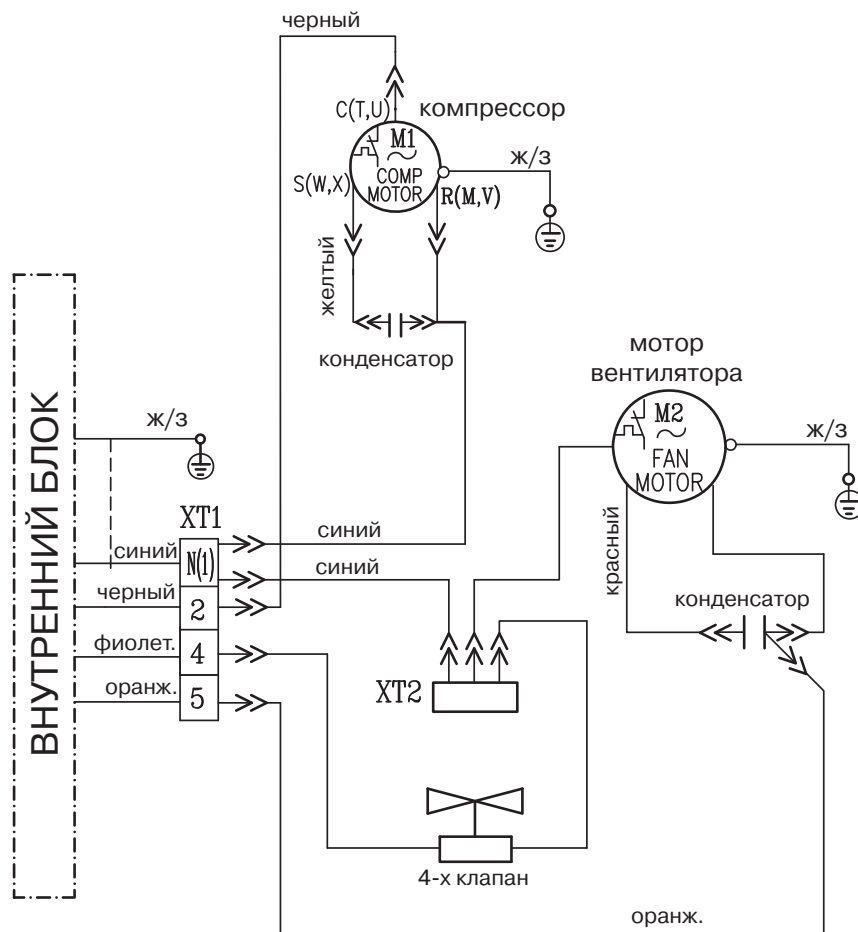 черный
C(T,U)
компрессор
M1
COMP
MOTOR
ж/з
S(W,X)
R(M,V)
желтый
конденсатор
мотор
вентилятора
M2
FAN
MOTOR
ж/з
ВНУТРЕННИЙ БЛОК
ж/з
XT1
синий
N(1)
синий
синий
черный
2
фиолет.
4
оранж.
5
XT2
красный
конденсатор
4-х клапан
оранж.